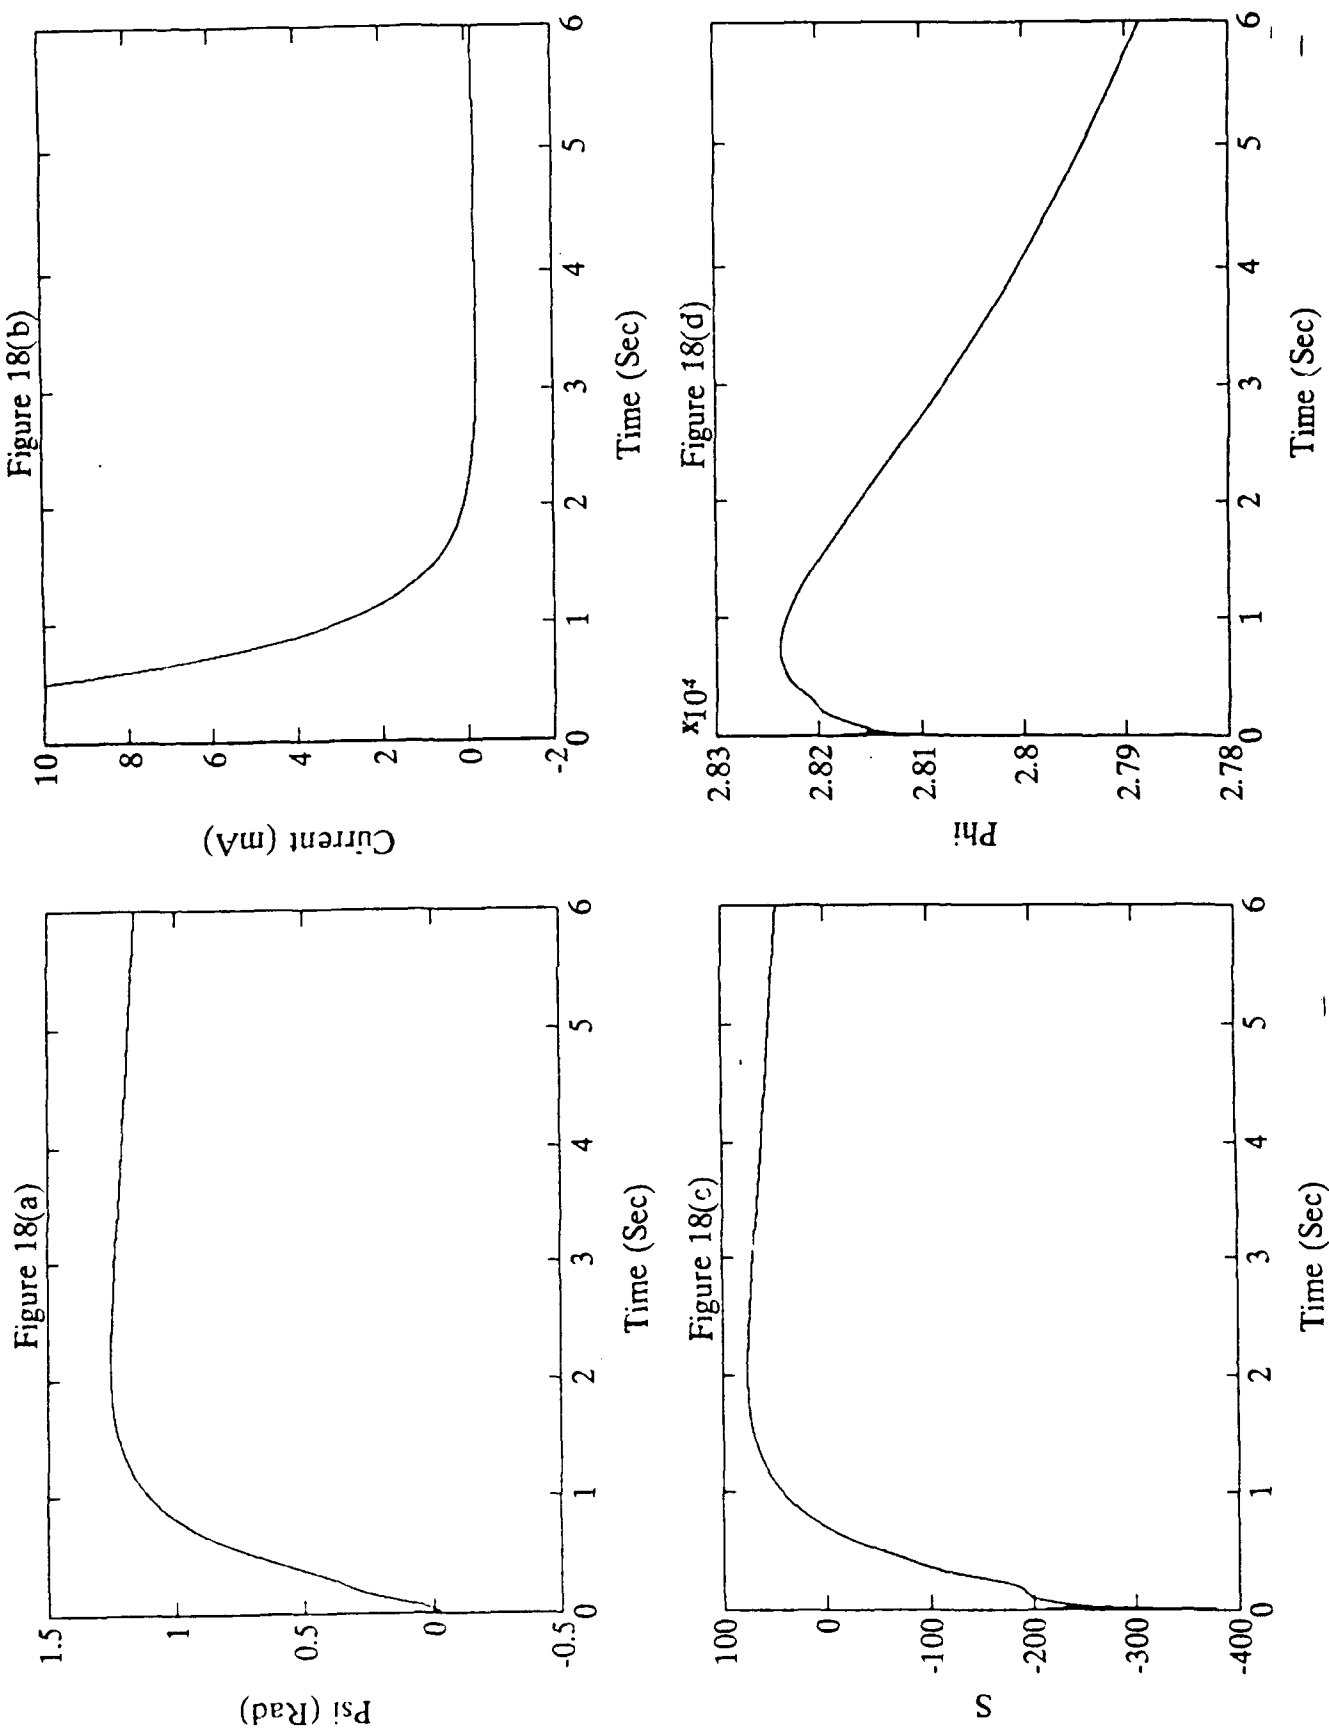 Figure 18(a)
1.5
1
0.5
0
-0.5
Psi (Rad)
0 1 2 3 4 5 6
Time (Sec)
Figure 18(b)
10
8
6
4
2
0
-2
Current (mA)
0 1 2 3 4 5 6
Time (Sec)
Figure 18(c)
100
0
-100
-200
-300
-400
S
0 1 2 3 4 5 6
Time (Sec)
Figure 18(d)
x10⁴
2.83
2.82
2.81
2.8
2.79
2.78
Phi
0 1 2 3 4 5 6
Time (Sec)